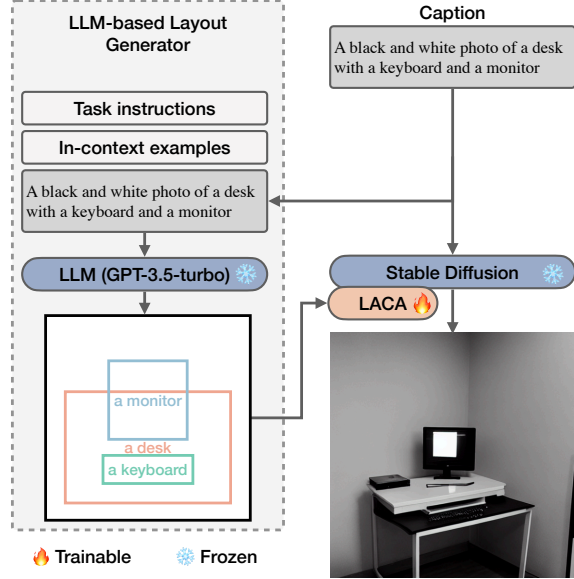 LLM-based Layout
Generator
Task instructions
In-context examples
A black and white photo of a desk
with a keyboard and a monitor
LLM (GPT-3.5-turbo)
a monitor
a desk
a keyboard
Trainable
Frozen
Caption
A black and white photo of a desk
with a keyboard and a monitor
Stable Diffusion
LACA